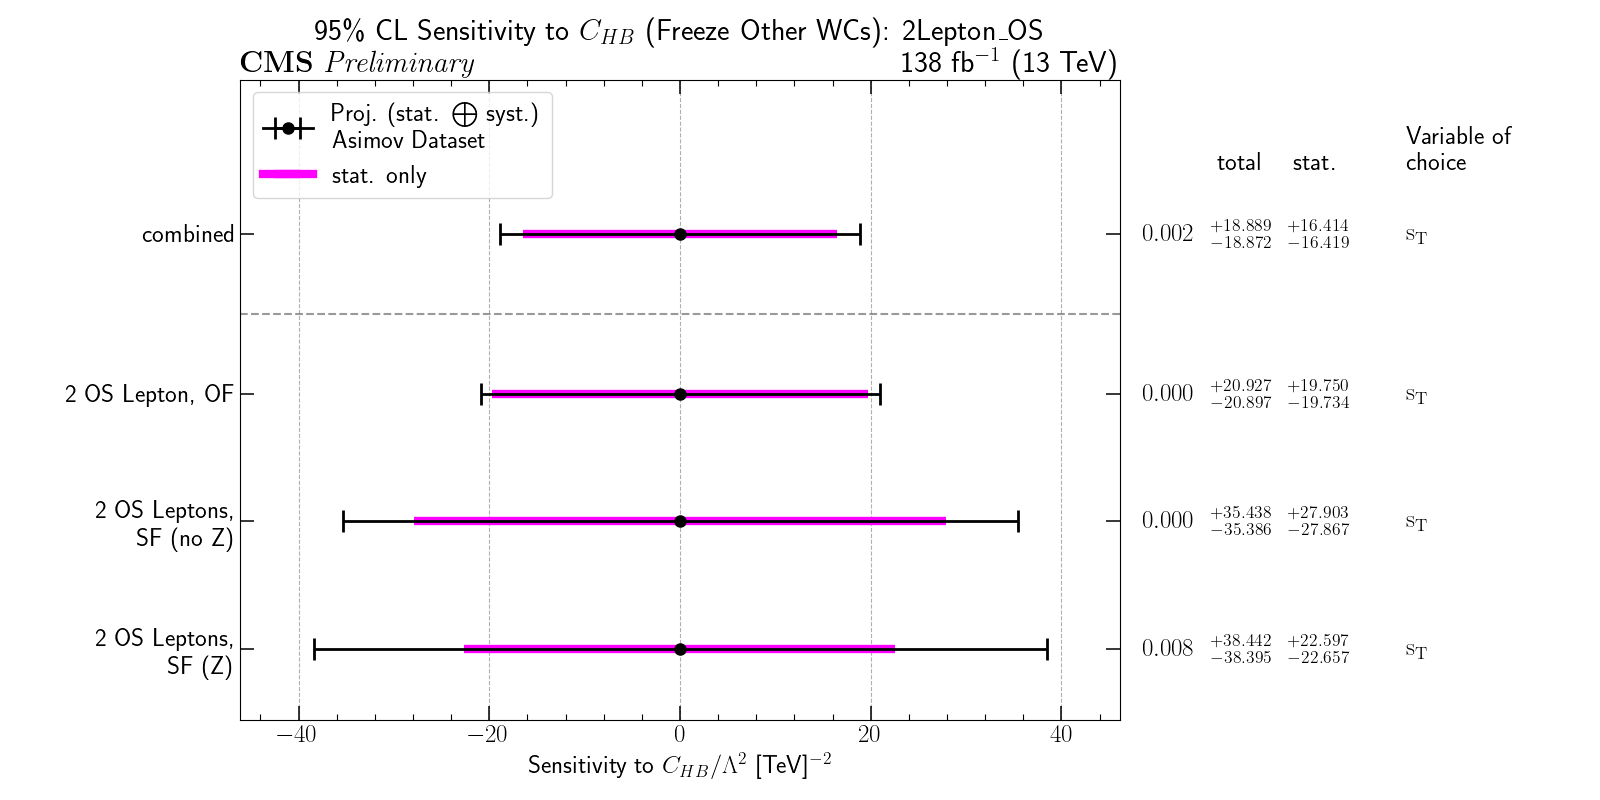 95% CL Sensitivity to C_HB (Freeze Other WCs): 2Lepton_OS
CMS Preliminary 138 fb⁻¹ (13 TeV)
Proj. (stat. ⨁ syst.)
Asimov Dataset
stat. only
total stat. Variable of
choice
combined 0.002 +18.889 −18.872 +16.414 −16.419 s_T
2 OS Lepton, OF 0.000 +20.927 −20.897 +19.750 −19.734 s_T
2 OS Leptons,
SF (no Z) 0.000 +35.438 −35.386 +27.903 −27.867 s_T
2 OS Leptons,
SF (Z) 0.008 +38.442 −38.395 +22.597 −22.657 s_T
−40 −20 0 20 40
Sensitivity to C_HB/Λ² [TeV]⁻²